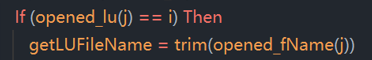 If (opened_lu(j) == i) Then
getLUFileName = trim(opened_fName(j))